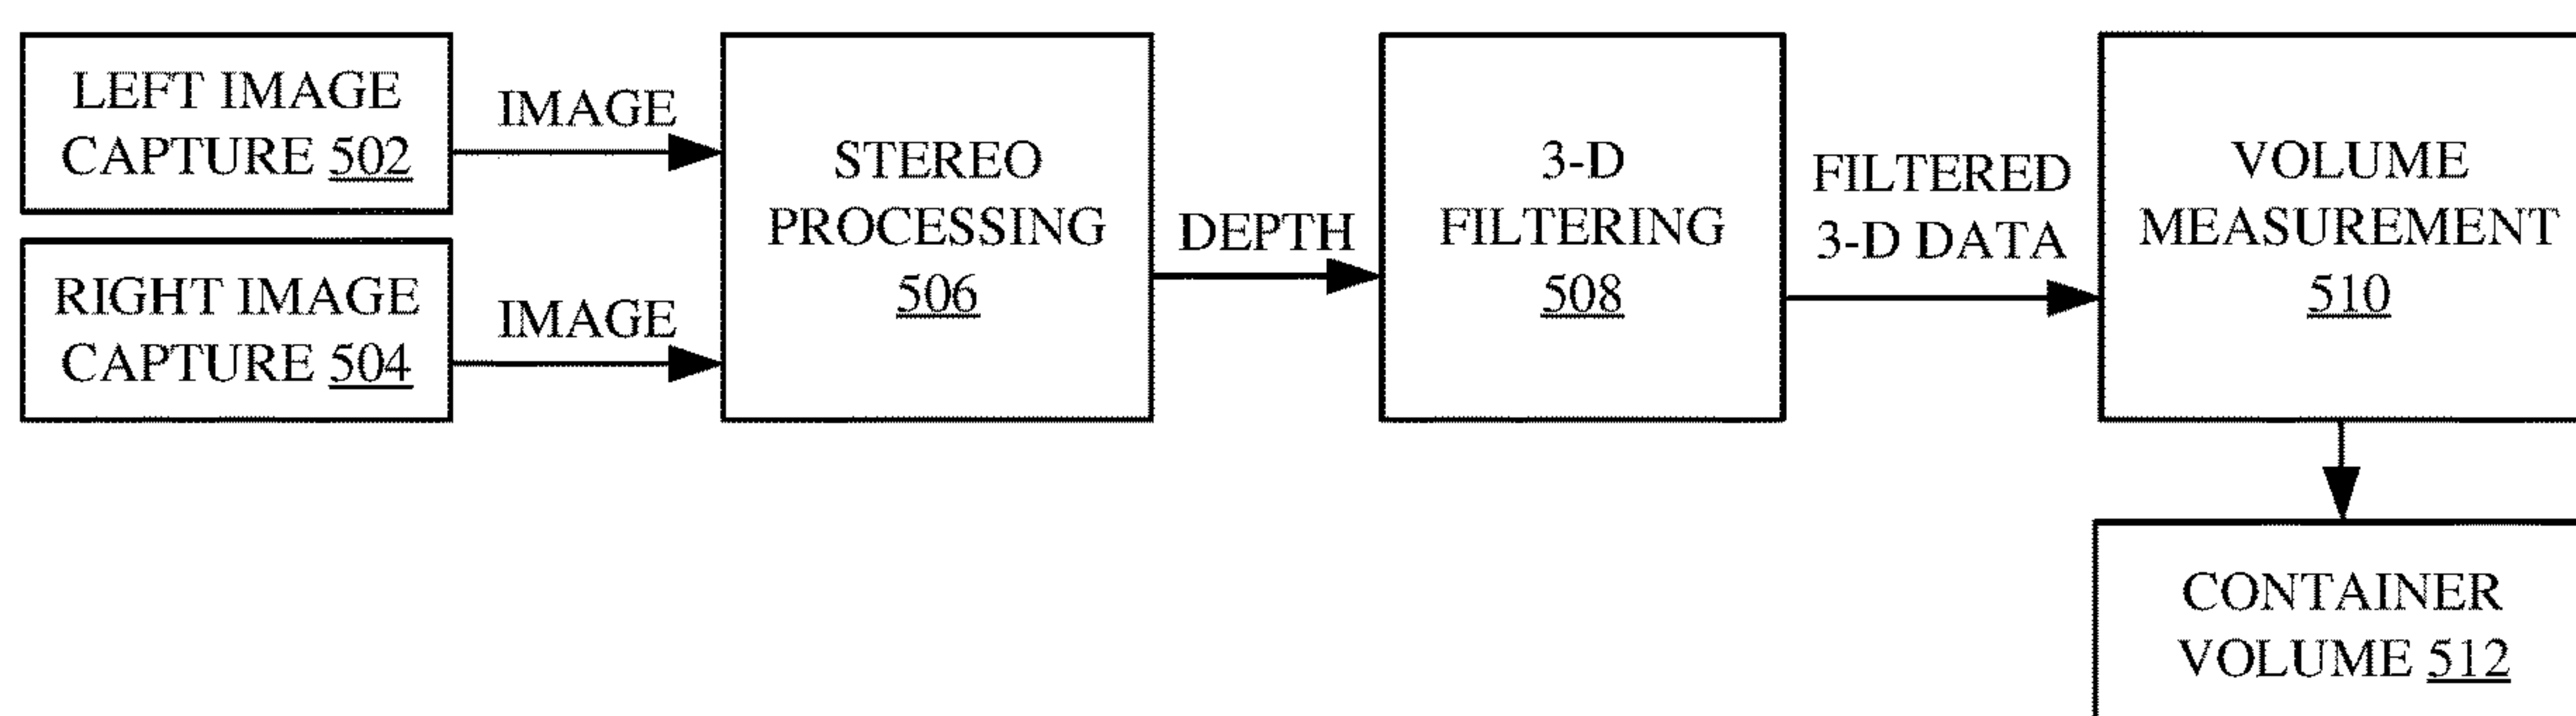 LEFT IMAGE
CAPTURE 502
IMAGE
RIGHT IMAGE
CAPTURE 504
IMAGE
STEREO
PROCESSING
506
DEPTH
3-D
FILTERING
508
FILTERED
3-D DATA
VOLUME
MEASUREMENT
510
CONTAINER
VOLUME 512